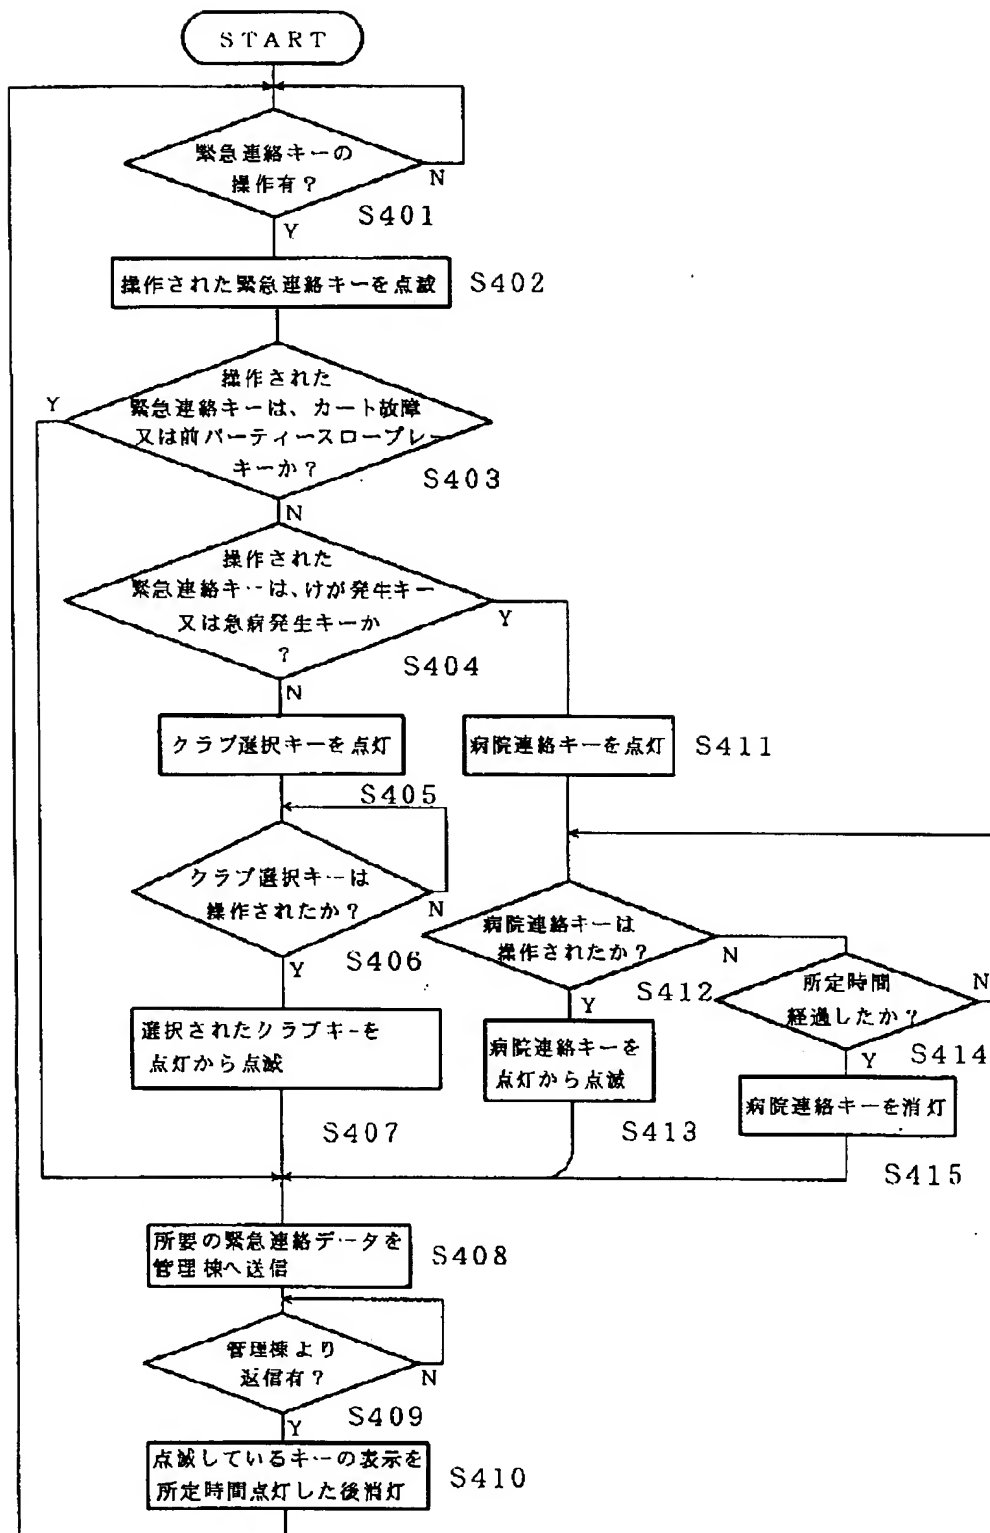 START
緊急連絡キーの
操作有？
N
S401
Y
操作された緊急連絡キーを点滅
S402
操作された
緊急連絡キーは、カート故障
又は前パーティースロープレー
キーか？
Y
S403
N
操作された
緊急連絡キーは、けが発生キー
又は急病発生キーか
？
Y
S404
N
クラブ選択キーを点灯
S405
病院連絡キーを点灯
S411
クラブ選択キーは
操作されたか？
N
S406
Y
病院連絡キーは
操作されたか？
N
S412
Y
所定時間
経過したか？
N
S414
Y
選択されたクラブキーを
点灯から点滅
S407
病院連絡キーを
点灯から点滅
S413
病院連絡キーを消灯
S415
所要の緊急連絡データを
管理棟へ送信
S408
管理棟より
返信有？
N
S409
Y
点滅しているキーの表示を
所定時間点灯した後消灯
S410